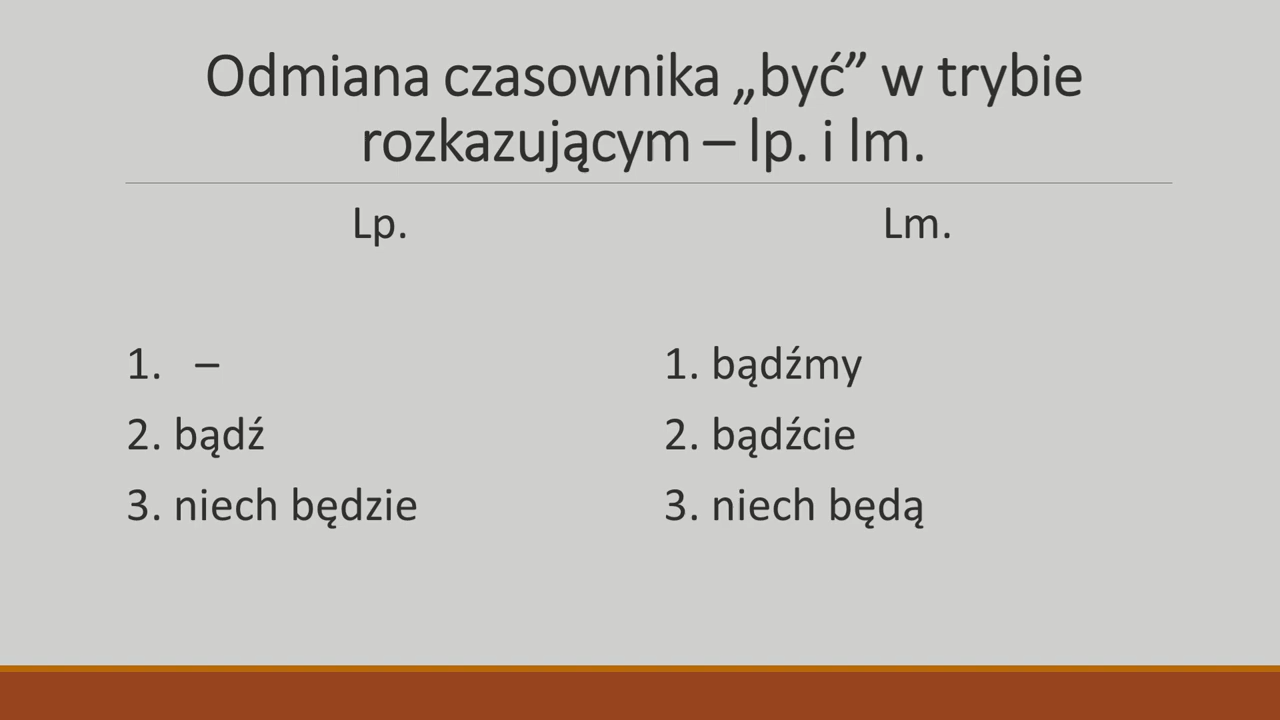 Odmiana czasownika „być” w trybie
rozkazującym – lp. i lm.
Lp.
1. –
2. bądź
3. niech będzie
Lm.
1. bądźmy
2. bądźcie
3. niech będą